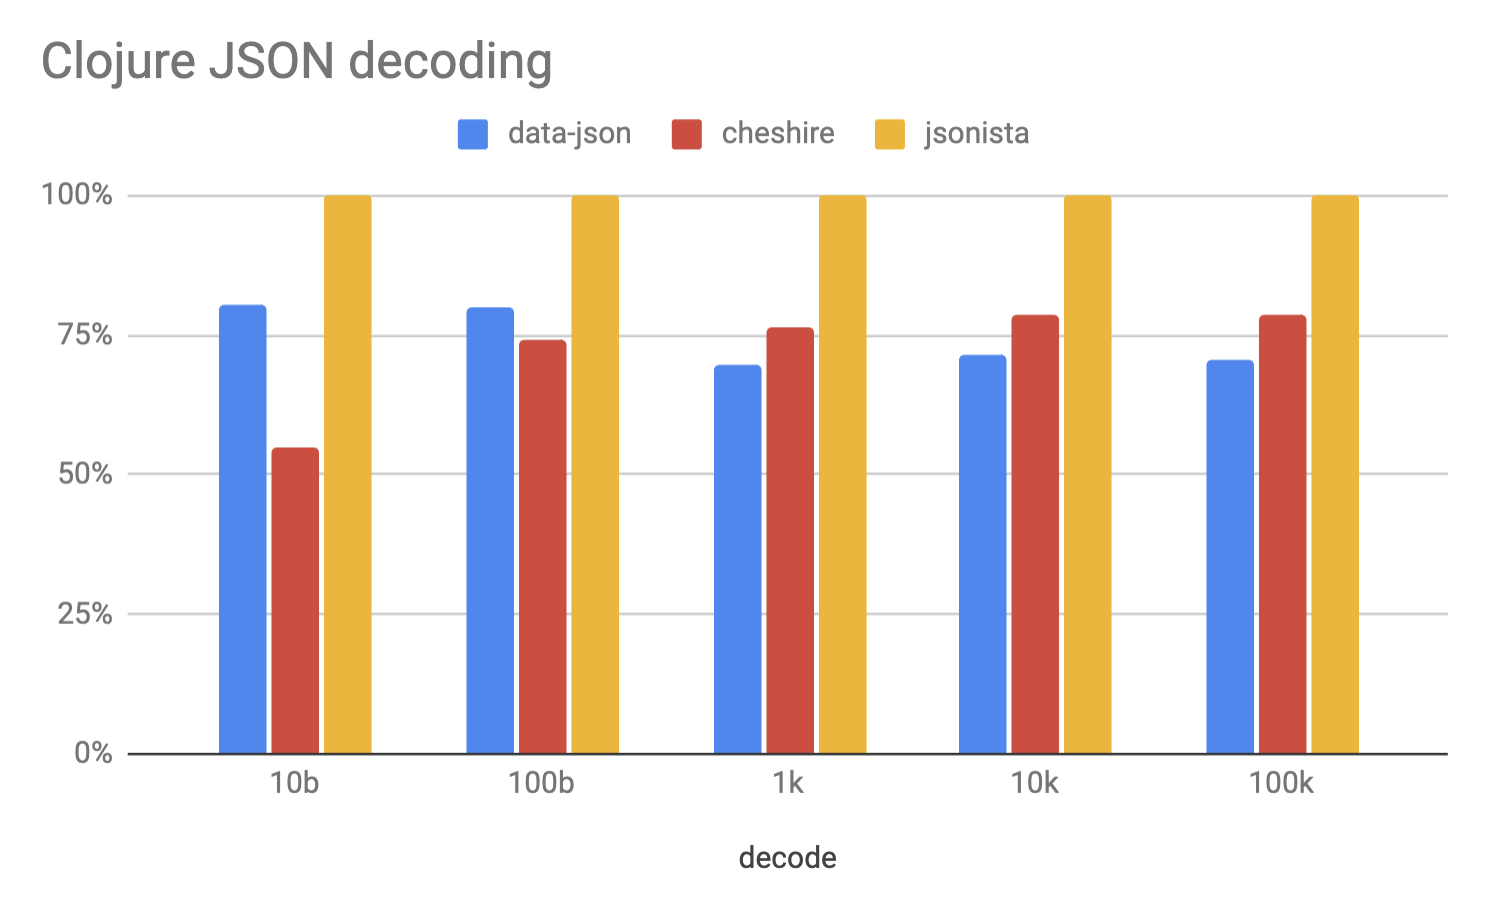 Clojure JSON decoding
data-json cheshire jsonista
100%
75%
50%
25%
0%
10b 100b 1k 10k 100k
decode